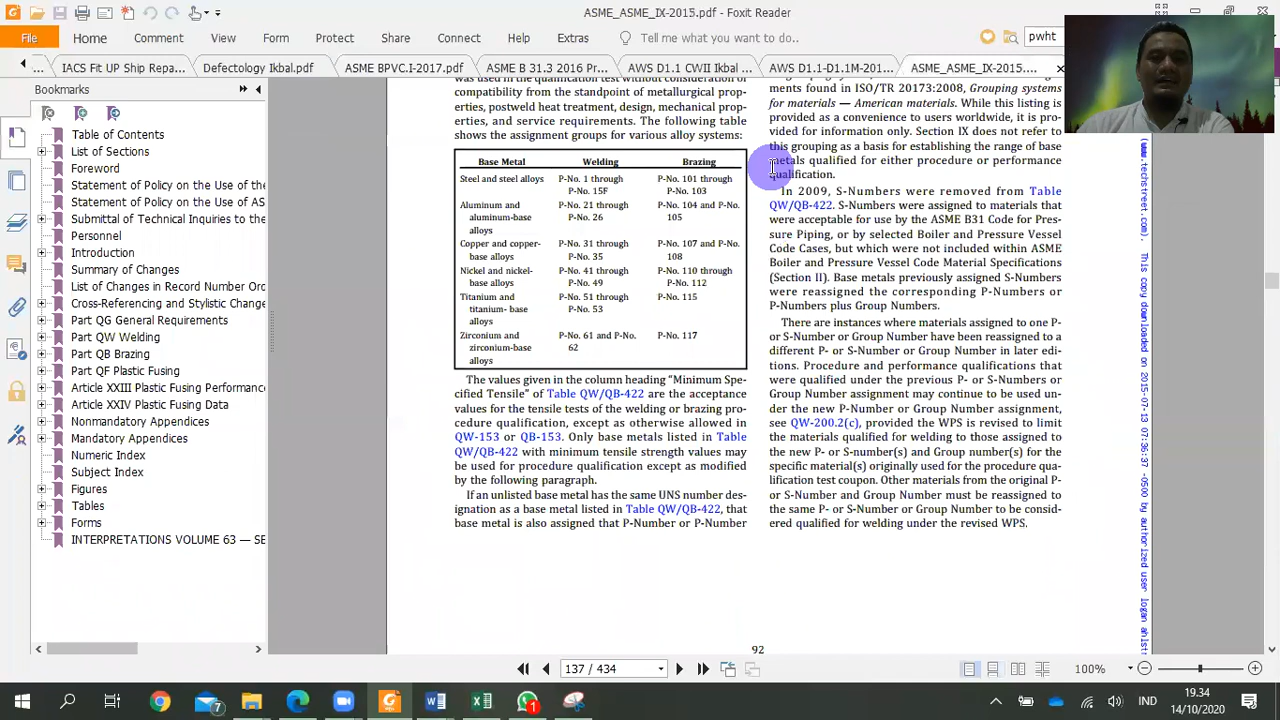 ASME_ASME_IX-2015.pdf - Foxit Reader
File
Home
Comment
View
Form
Protect
Share
Connect
Help
Extras
Tell me what you want to do...
pwht
IACS Fit UP Ship Repa...
Defectology Ikbal.pdf
ASME BPVC.I-2017.pdf
ASME B 31.3 2016 Pr...
AWS D1.1 CWII Ikbal ...
AWS D1.1-D1.1M-201...
ASME_ASME_IX-2015....
Bookmarks
Table of Contents
List of Sections
Foreword
Statement of Policy on the Use of the
Statement of Policy on the Use of AS
Submittal of Technical Inquiries to the
Personnel
Introduction
Summary of Changes
List of Changes in Record Number Ord
Cross-Referencing and Stylistic Change
Part QG General Requirements
Part QW Welding
Part QB Brazing
Part QF Plastic Fusing
Article XXIII Plastic Fusing Performance
Article XXIV Plastic Fusing Data
Nonmandatory Appendices
Mandatory Appendices
Numeric Index
Subject Index
Figures
Tables
Forms
INTERPRETATIONS VOLUME 63 — SE
was used in the qualification test without consideration of
compatibility from the standpoint of metallurgical prop-
erties, postweld heat treatment, design, mechanical prop-
erties, and service requirements. The following table
shows the assignment groups for various alloy systems:
Base Metal Welding Brazing
Steel and steel alloys P-No. 1 through P-No. 101 through
P-No. 15F P-No. 103
Aluminum and P-No. 21 through P-No. 104 and P-No.
aluminum-base P-No. 26 105
alloys
Copper and copper- P-No. 31 through P-No. 107 and P-No.
base alloys P-No. 35 108
Nickel and nickel- P-No. 41 through P-No. 110 through
base alloys P-No. 49 P-No. 112
Titanium and P-No. 51 through P-No. 115
titanium- base P-No. 53
alloys
Zirconium and P-No. 61 and P-No. P-No. 117
zirconium-base 62
alloys
The values given in the column heading “Minimum Spe-
cified Tensile” of Table QW/QB-422 are the acceptance
values for the tensile tests of the welding or brazing pro-
cedure qualification, except as otherwise allowed in
QW-153 or QB-153. Only base metals listed in Table
QW/QB-422 with minimum tensile strength values may
be used for procedure qualification except as modified
by the following paragraph.
If an unlisted base metal has the same UNS number des-
ignation as a base metal listed in Table QW/QB-422, that
base metal is also assigned that P-Number or P-Number
ments found in ISO/TR 20173:2008, Grouping systems
for materials — American materials. While this listing is
provided as a convenience to users worldwide, it is pro-
vided for information only. Section IX does not refer to
this grouping as a basis for establishing the range of base
metals qualified for either procedure or performance
qualification.
In 2009, S-Numbers were removed from Table
QW/QB-422. S-Numbers were assigned to materials that
were acceptable for use by the ASME B31 Code for Pres-
sure Piping, or by selected Boiler and Pressure Vessel
Code Cases, but which were not included within ASME
Boiler and Pressure Vessel Code Material Specifications
(Section II). Base metals previously assigned S-Numbers
were reassigned the corresponding P-Numbers or
P-Numbers plus Group Numbers.
There are instances where materials assigned to one P-
or S-Number or Group Number have been reassigned to a
different P- or S-Number or Group Number in later edi-
tions. Procedure and performance qualifications that
were qualified under the previous P- or S-Numbers or
Group Number assignment may continue to be used un-
der the new P-Number or Group Number assignment,
see QW-200.2(c), provided the WPS is revised to limit
the materials qualified for welding to those assigned to
the new P- or S-number(s) and Group number(s) for the
specific material(s) originally used for the procedure qua-
lification test coupon. Other materials from the original P-
or S-Number and Group Number must be reassigned to
the same P- or S-Number or Group Number to be consid-
ered qualified for welding under the revised WPS.
92
(www.techstreet.com). This copy downloaded on 2015-07-13 07:36:37 -0500 by authorized user logan ahlst
137 / 434
100%
IND
19.34
14/10/2020